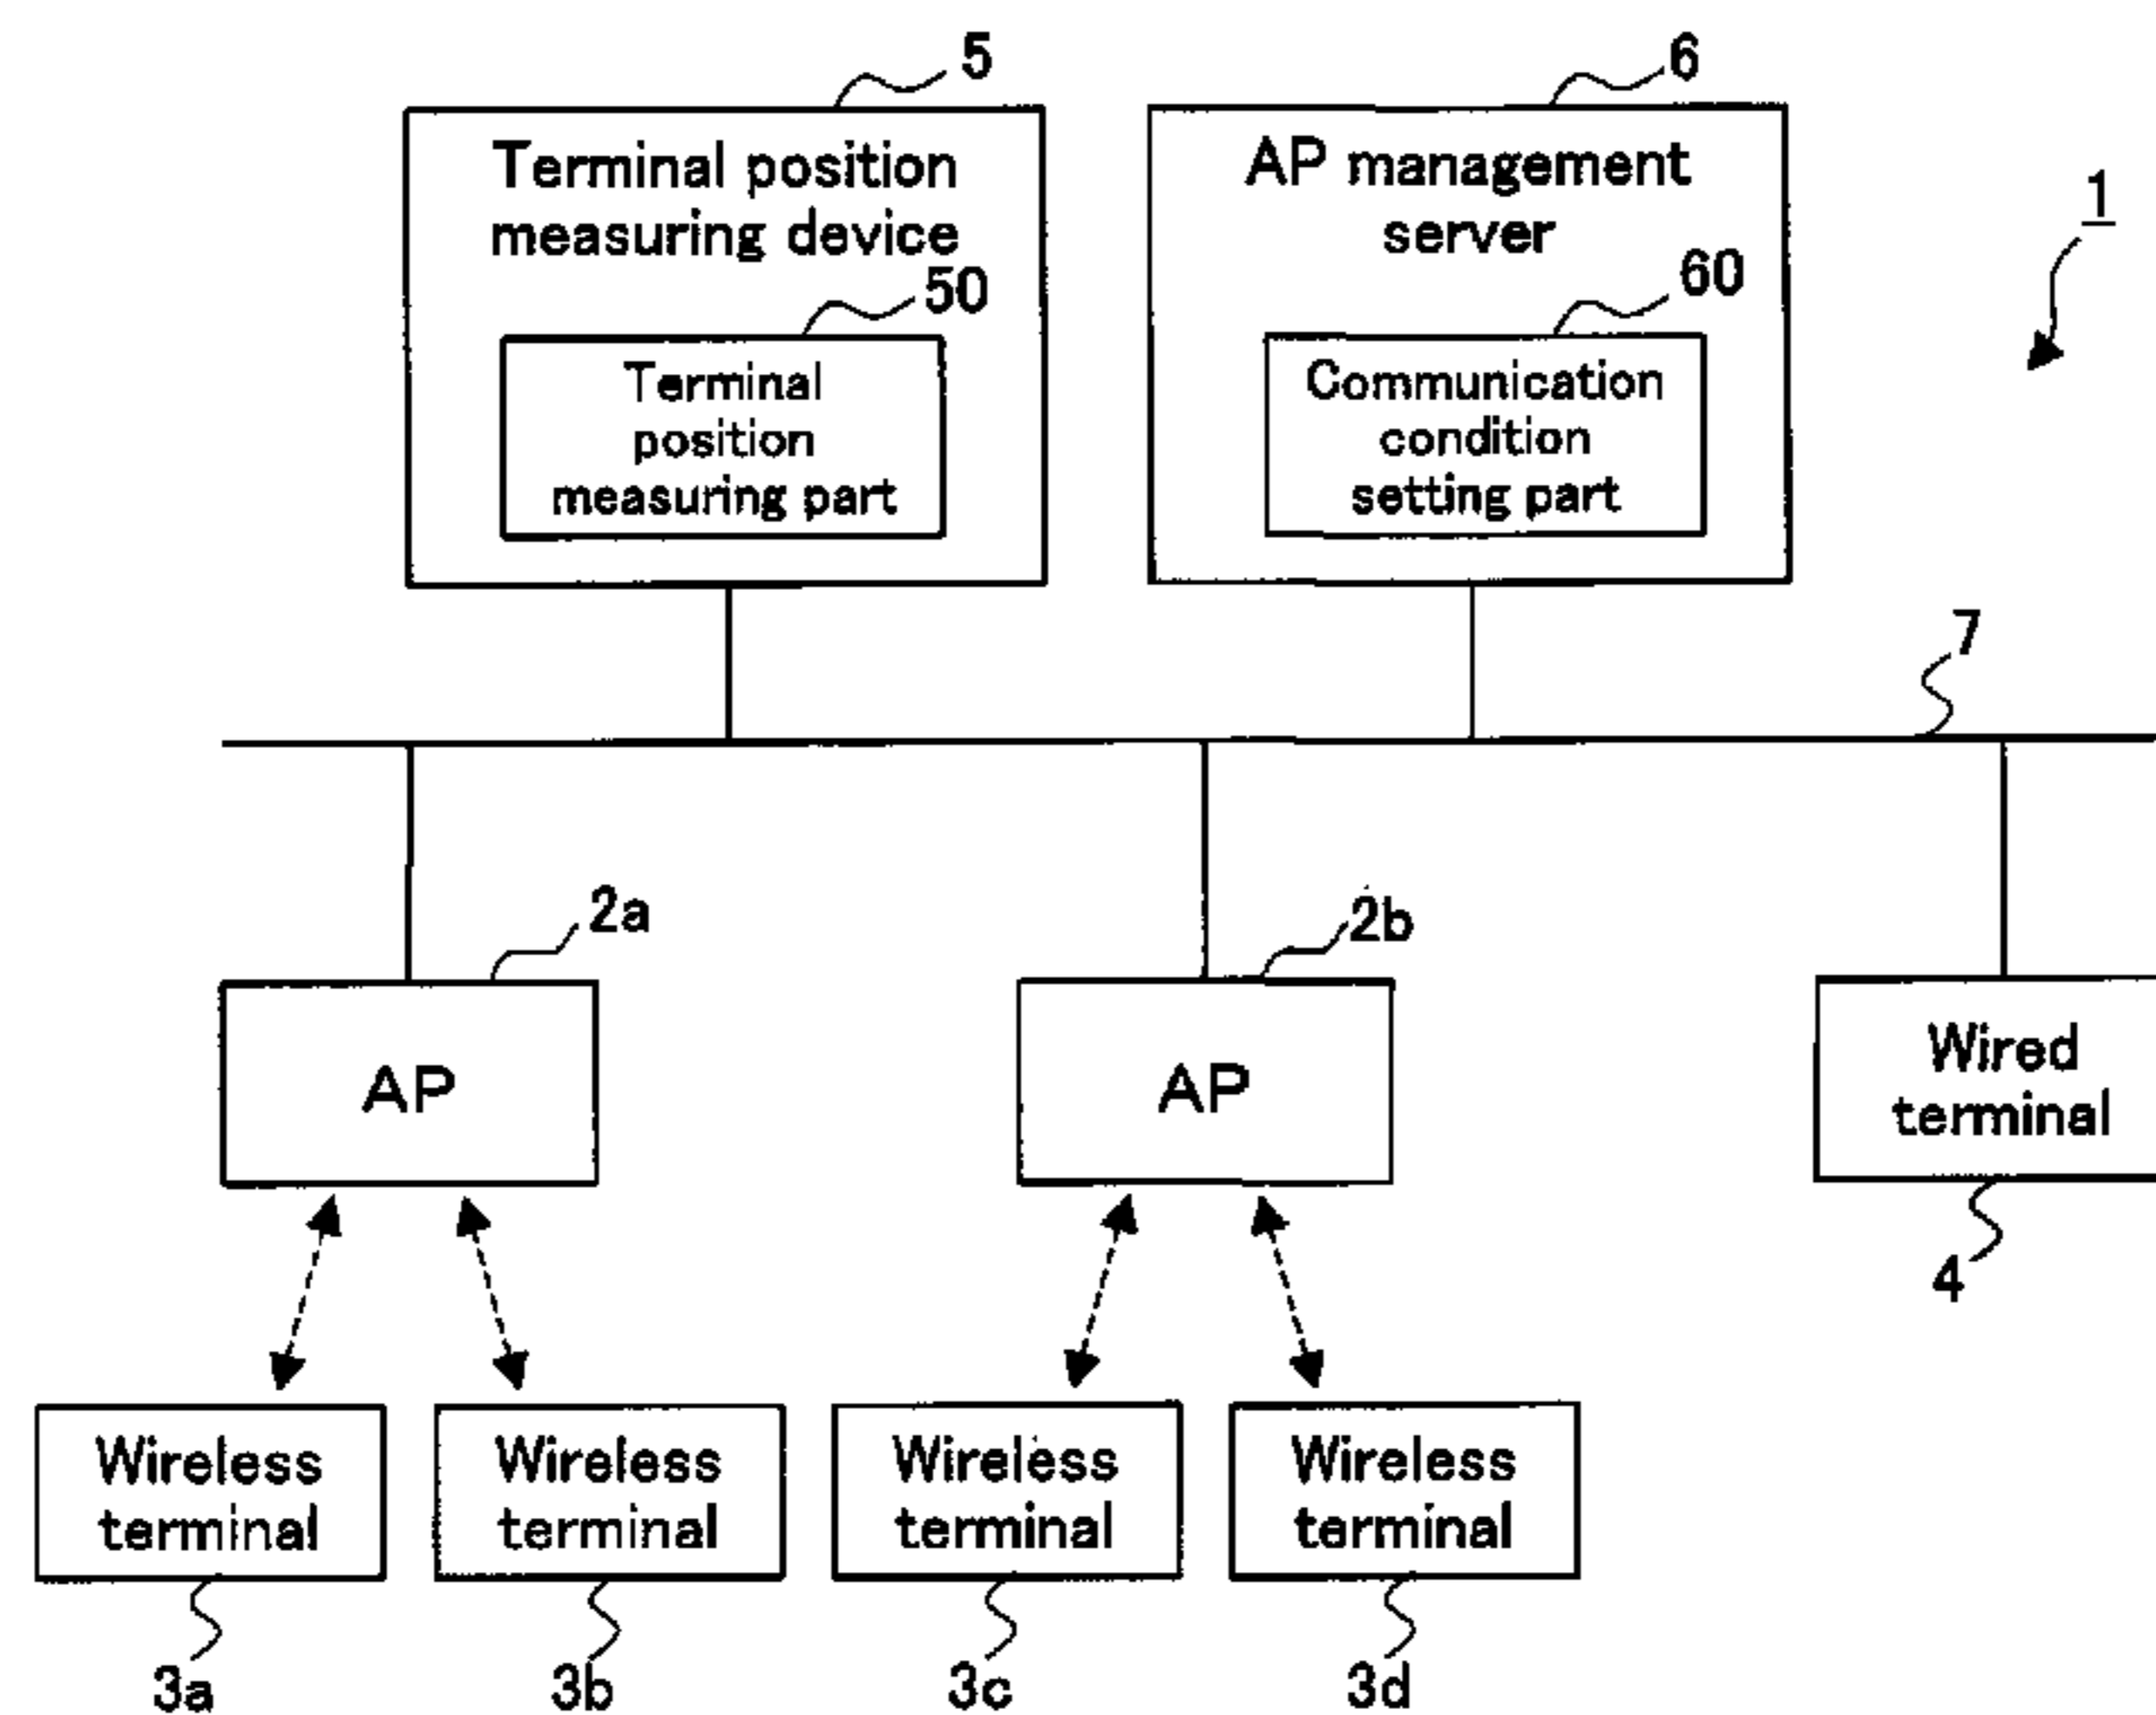 5
6
Terminal position
measuring device
AP management
server
1
50
60
Terminal
position
measuring part
Communication
condition
setting part
7
2a
2b
AP
AP
Wired
terminal
4
Wireless
terminal
Wireless
terminal
Wireless
terminal
Wireless
terminal
3a
3b
3c
3d